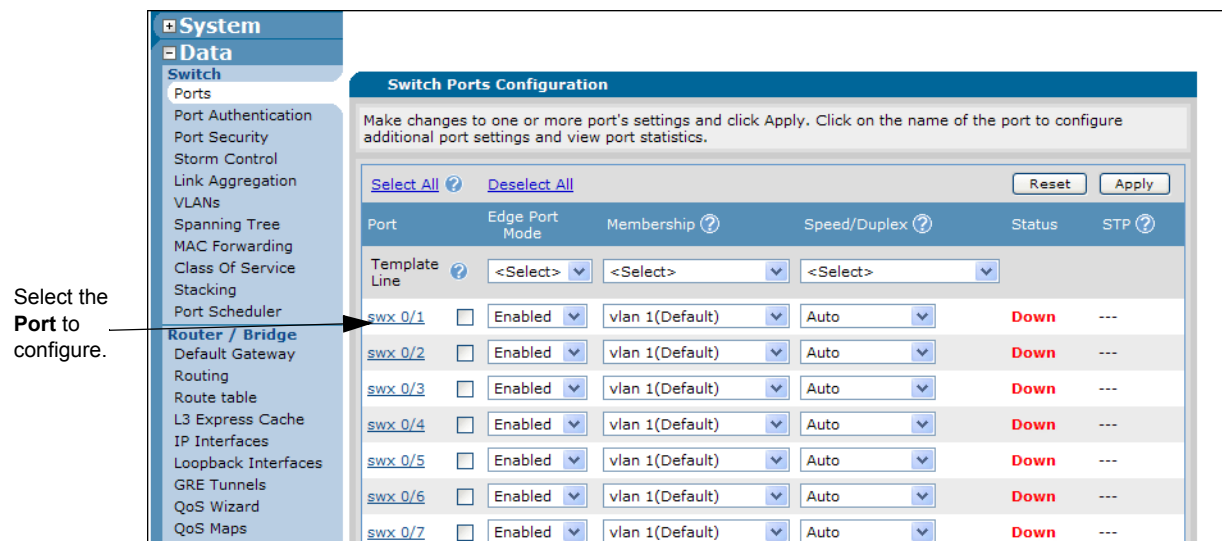 System
Data
Switch
Ports
Port Authentication
Port Security
Storm Control
Link Aggregation
VLANs
Spanning Tree
MAC Forwarding
Class Of Service
Stacking
Port Scheduler
Router / Bridge
Default Gateway
Routing
Route table
L3 Express Cache
IP Interfaces
Loopback Interfaces
GRE Tunnels
QoS Wizard
QoS Maps
Select the
Port to
configure.
Switch Ports Configuration
Make changes to one or more port's settings and click Apply. Click on the name of the port to configure
additional port settings and view port statistics.
Select All ? Deselect All Reset Apply
Port Edge Port Mode Membership ? Speed/Duplex ? Status STP ?
Template Line ? <Select> <Select> <Select>
swx 0/1 Enabled vlan 1(Default) Auto Down ---
swx 0/2 Enabled vlan 1(Default) Auto Down ---
swx 0/3 Enabled vlan 1(Default) Auto Down ---
swx 0/4 Enabled vlan 1(Default) Auto Down ---
swx 0/5 Enabled vlan 1(Default) Auto Down ---
swx 0/6 Enabled vlan 1(Default) Auto Down ---
swx 0/7 Enabled vlan 1(Default) Auto Down ---